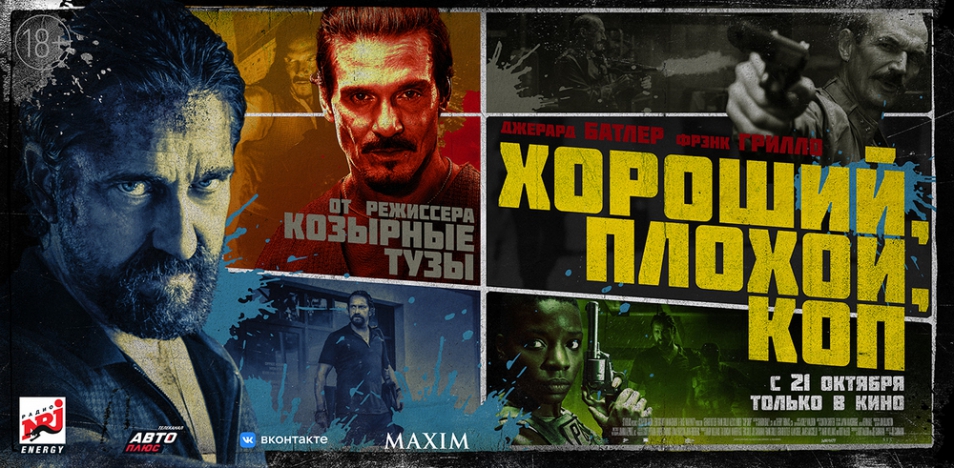 18+
ДЖЕРАРД БАТЛЕР ФРЭНК ГРИЛЛО
ХОРОШИЙ,
ПЛОХОЙ,
КОП
ОТ РЕЖИССЕРА
КОЗЫРНЫЕ
ТУЗЫ
С 21 ОКТЯБРЯ
ТОЛЬКО В КИНО
РАДИО
NRJ
ENERGY
ТЕЛЕКАНАЛ
АВТО
ПЛЮС
ВКОНТАКТЕ
MAXIM